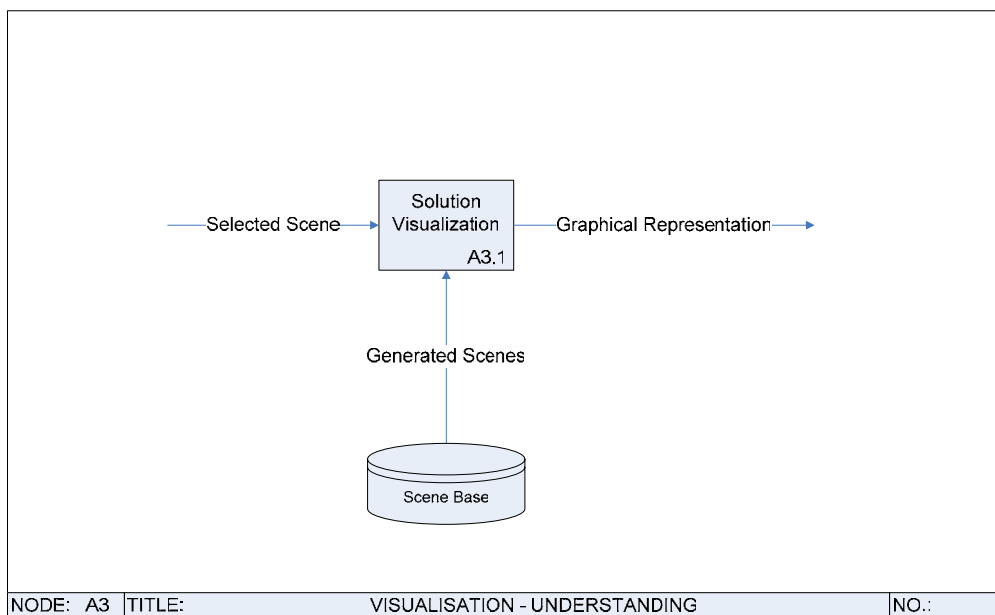 Solution
Visualization
A3.1
Selected Scene
Graphical Representation
Generated Scenes
Scene Base
NODE: A3 TITLE: VISUALISATION - UNDERSTANDING NO.: